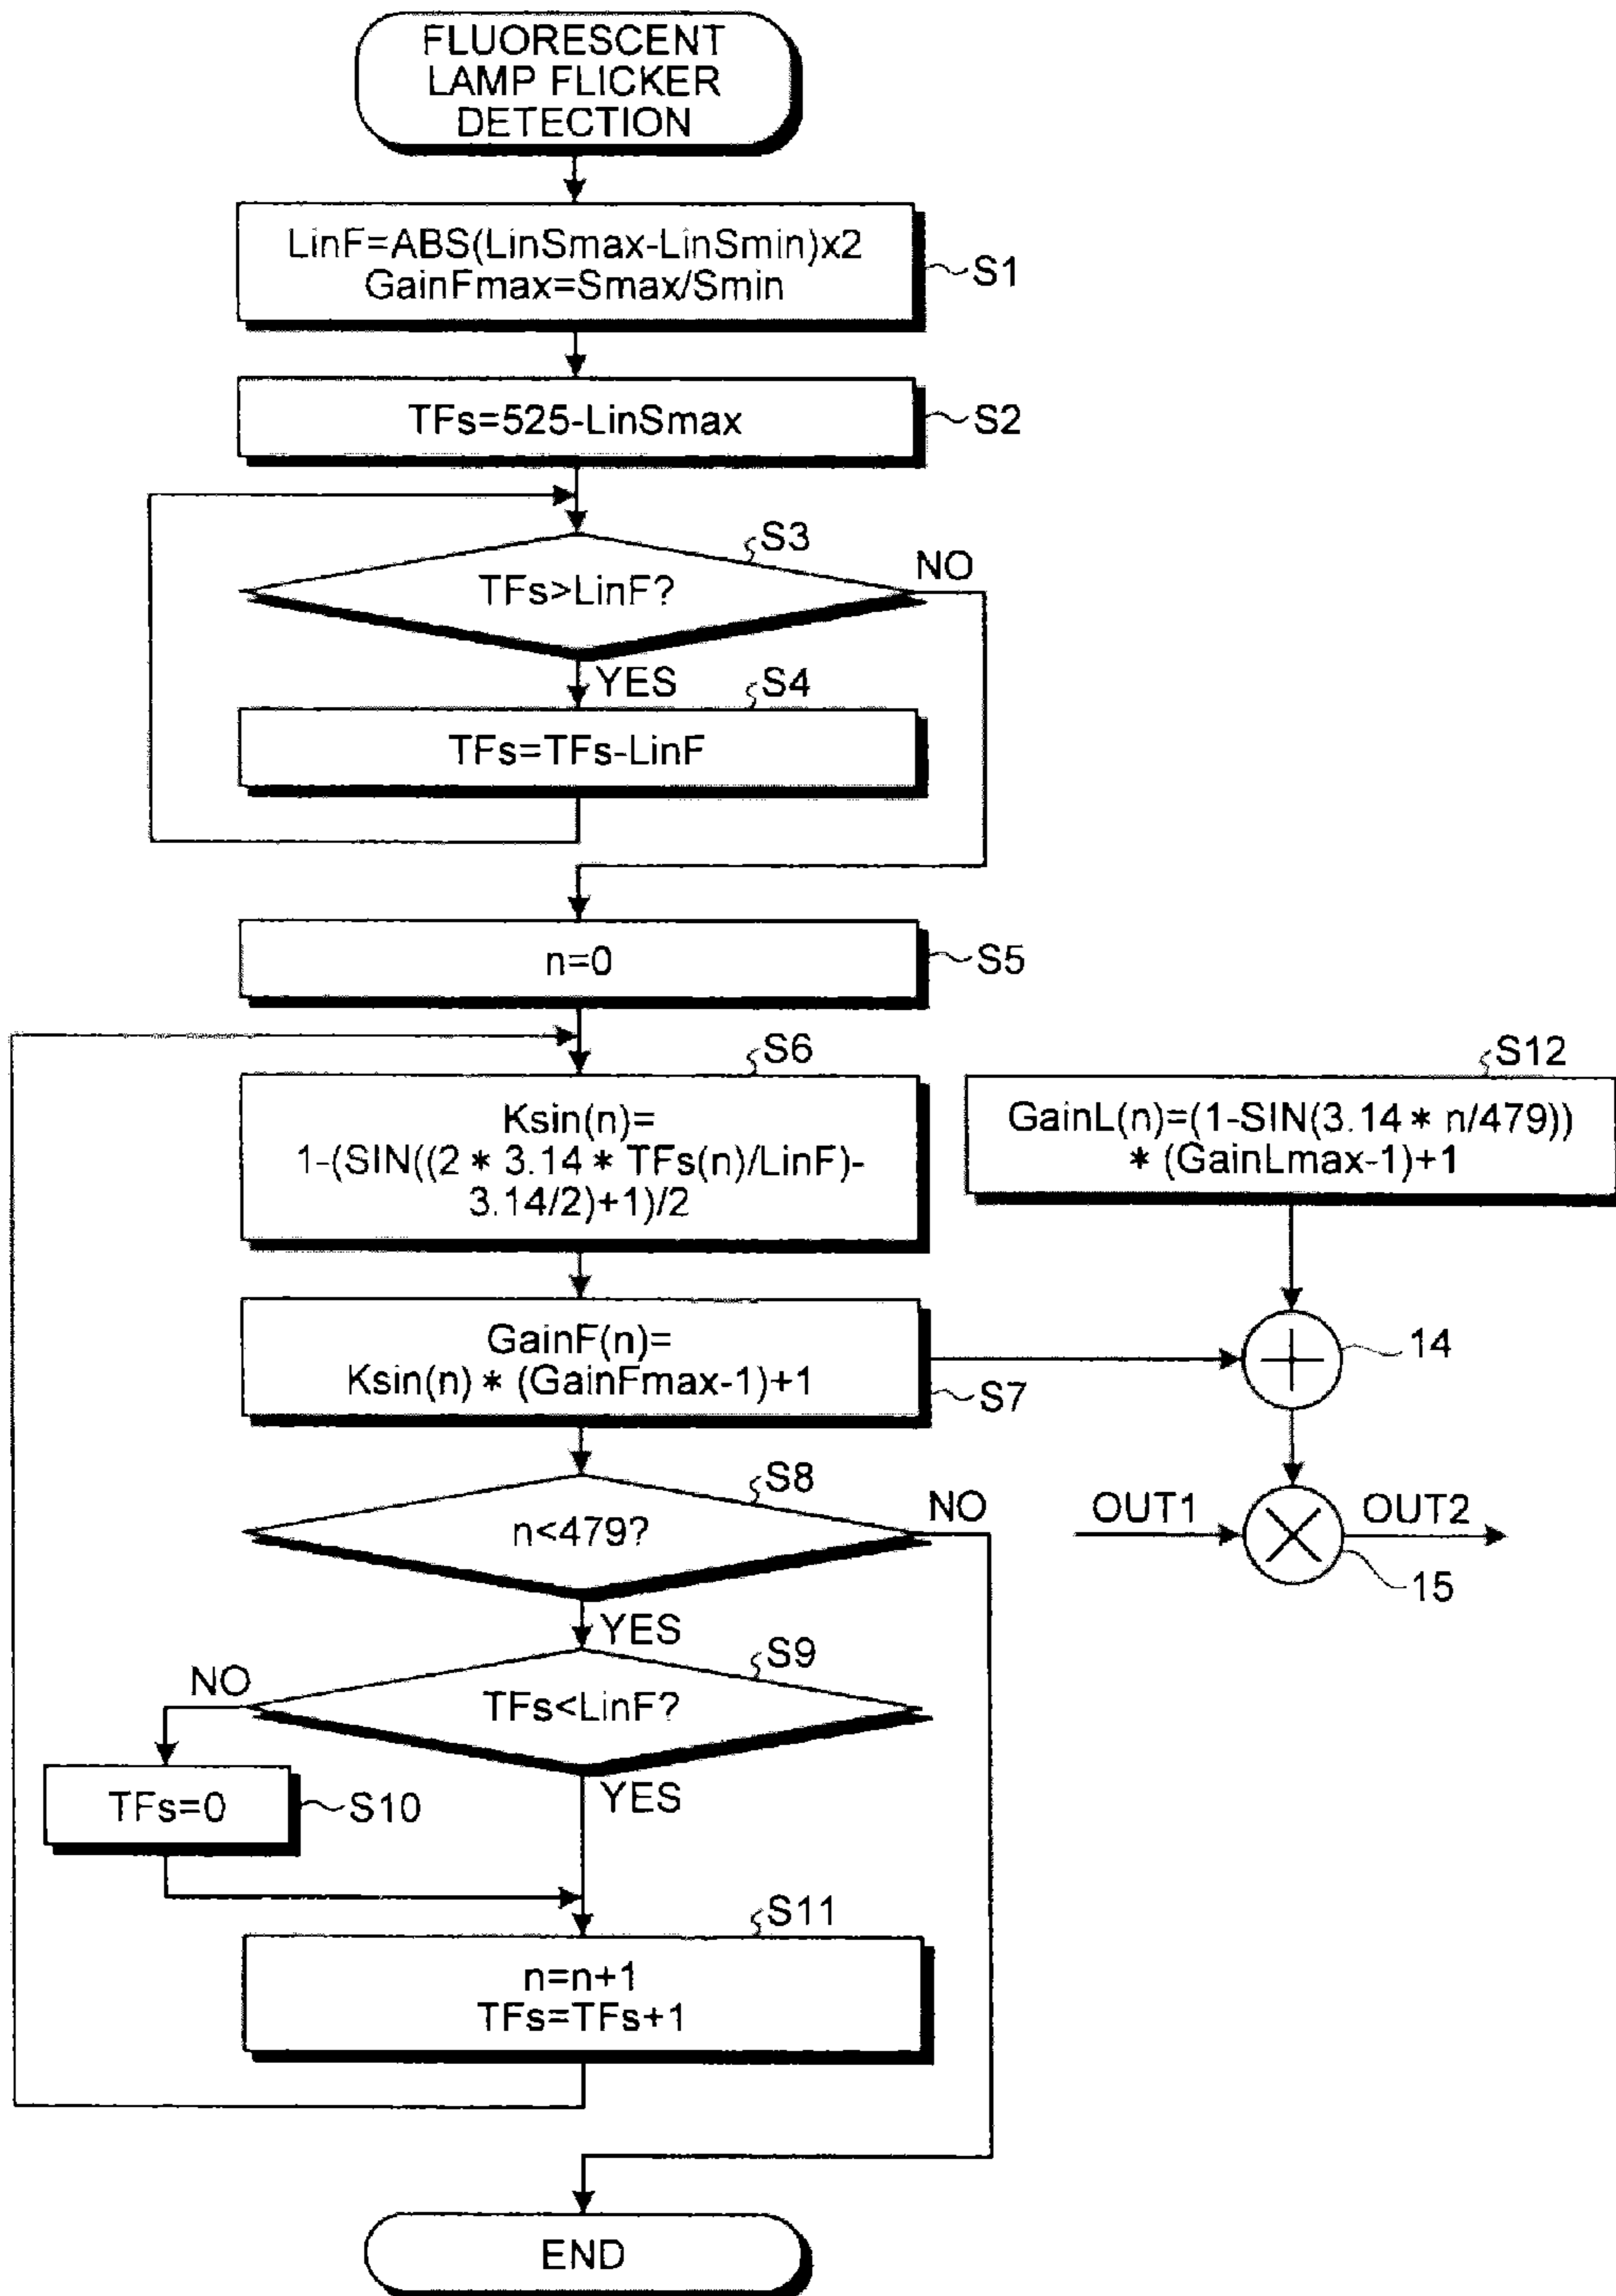 FLUORESCENT
LAMP FLICKER
DETECTION
LinF=ABS(LinSmax-LinSmin)x2
GainFmax=Smax/Smin
S1
TFs=525-LinSmax
S2
S3
TFs>LinF?
NO
YES
S4
TFs=TFs-LinF
n=0
S5
S6
Ksin(n)=
1-(SIN((2 * 3.14 * TFs(n)/LinF)-
3.14/2)+1)/2
S12
GainL(n)=(1-SIN(3.14 * n/479))
* (GainLmax-1)+1
GainF(n)=
Ksin(n) * (GainFmax-1)+1
S7
14
S8
n<479?
NO
YES
OUT1
OUT2
15
S9
TFs<LinF?
NO
YES
TFs=0
S10
S11
n=n+1
TFs=TFs+1
END